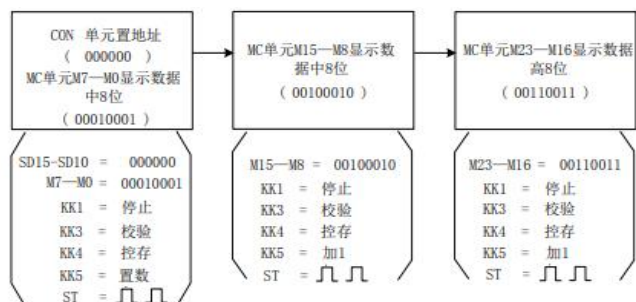 CON 单元置地址
( 000000 )
MC单元M7—M0显示数据
中8位
( 00010001 )
MC单元M15—M8显示数
据中8位
( 00100010 )
MC单元M23—M16显示数据
高8位
( 00110011 )
SD15-SD10 = 000000
M7—M0 = 00010001
KK1 = 停止
KK3 = 校验
KK4 = 控存
KK5 = 置数
ST =
M15—M8 = 00100010
KK1 = 停止
KK3 = 校验
KK4 = 控存
KK5 = 加1
ST =
M23—M16 = 00110011
KK1 = 停止
KK3 = 校验
KK4 = 控存
KK5 = 加1
ST =